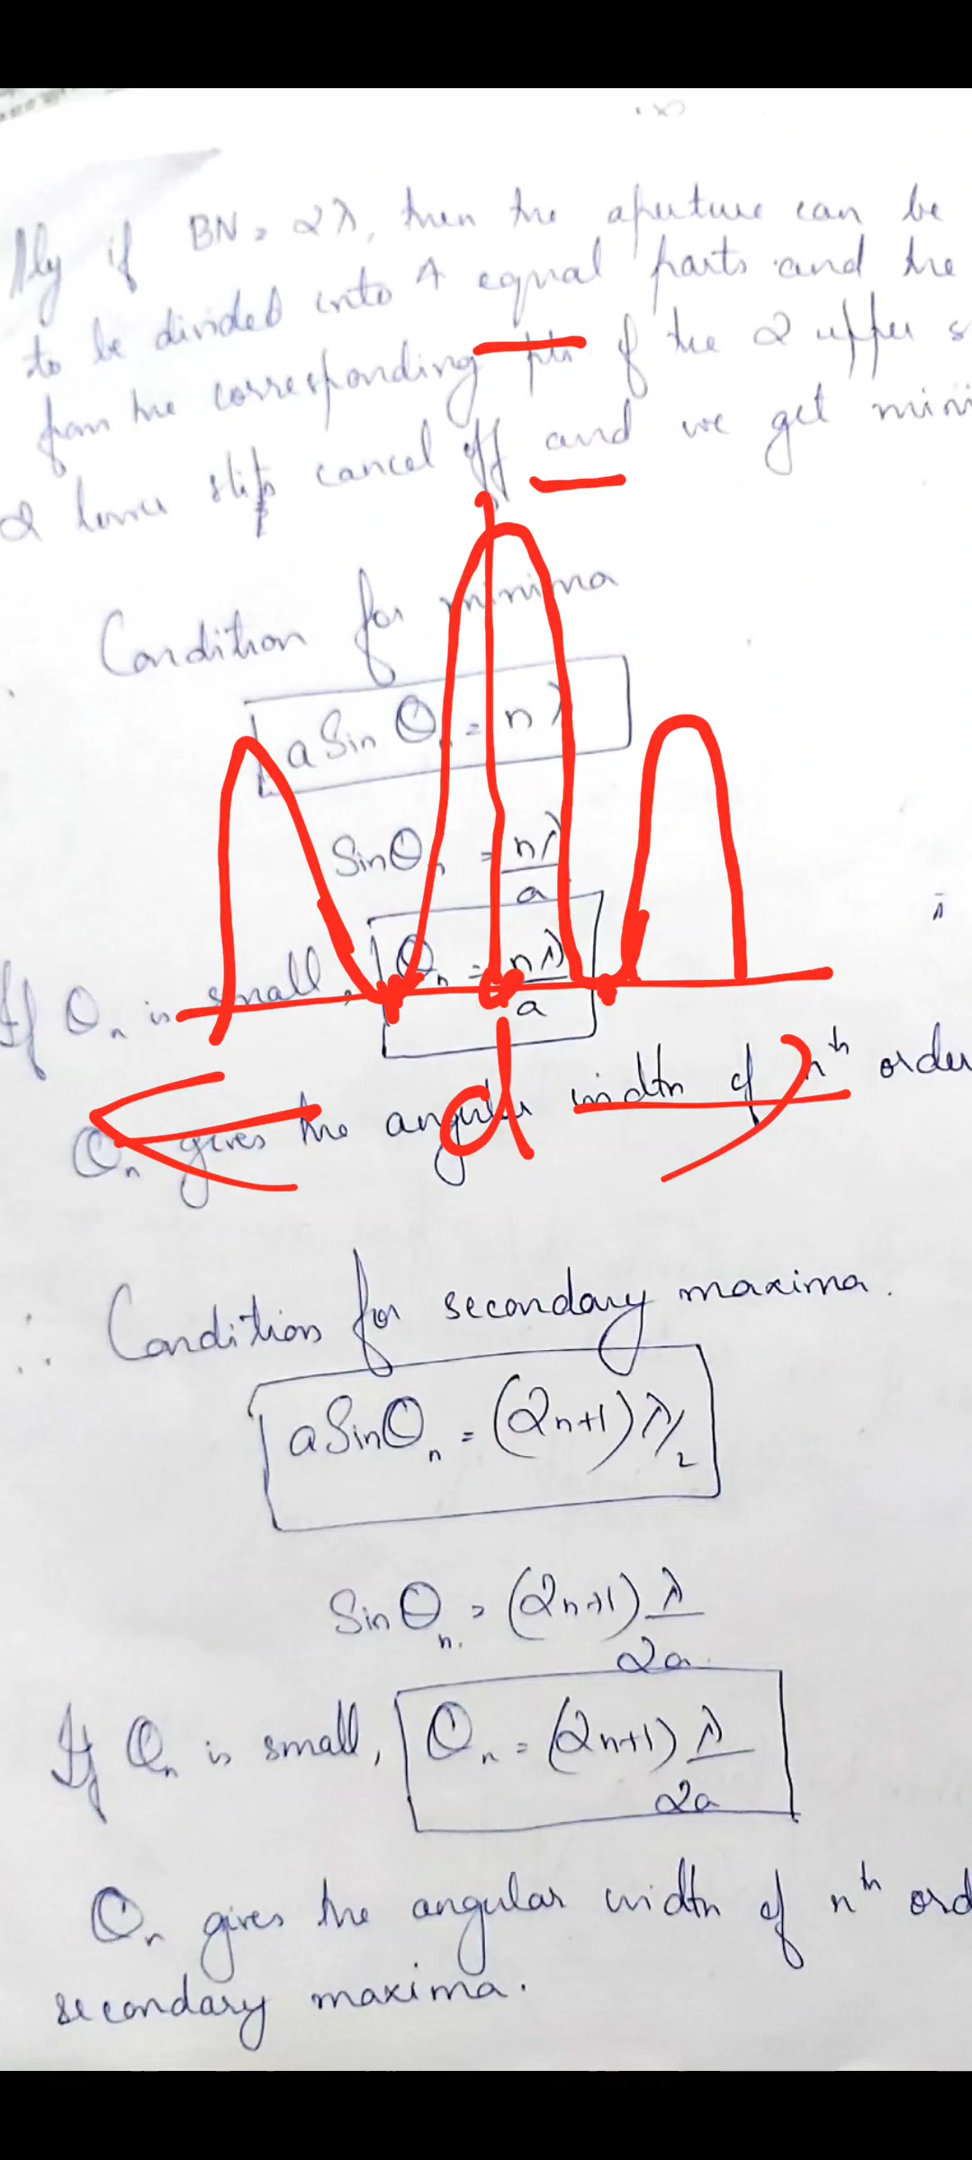 lly if BN = 2λ, then the aperture can be
to be divided into 4 equal parts and the
from the corresponding pts of the 2 upper s
2 lower slits cancel off and we get mini
Condition for minima
a Sin θn = nλ
Sin θn = nλ/a
If θn is small, θn = nλ/a
d
θn gives the angular width of nth order
∴ Condition for secondary maxima.
a Sin θn = (2n+1) λ/2
Sin θn = (2n+1) λ/2a
If θn is small, θn = (2n+1) λ/2a
θn gives the angular width of nth ord
secondary maxima.